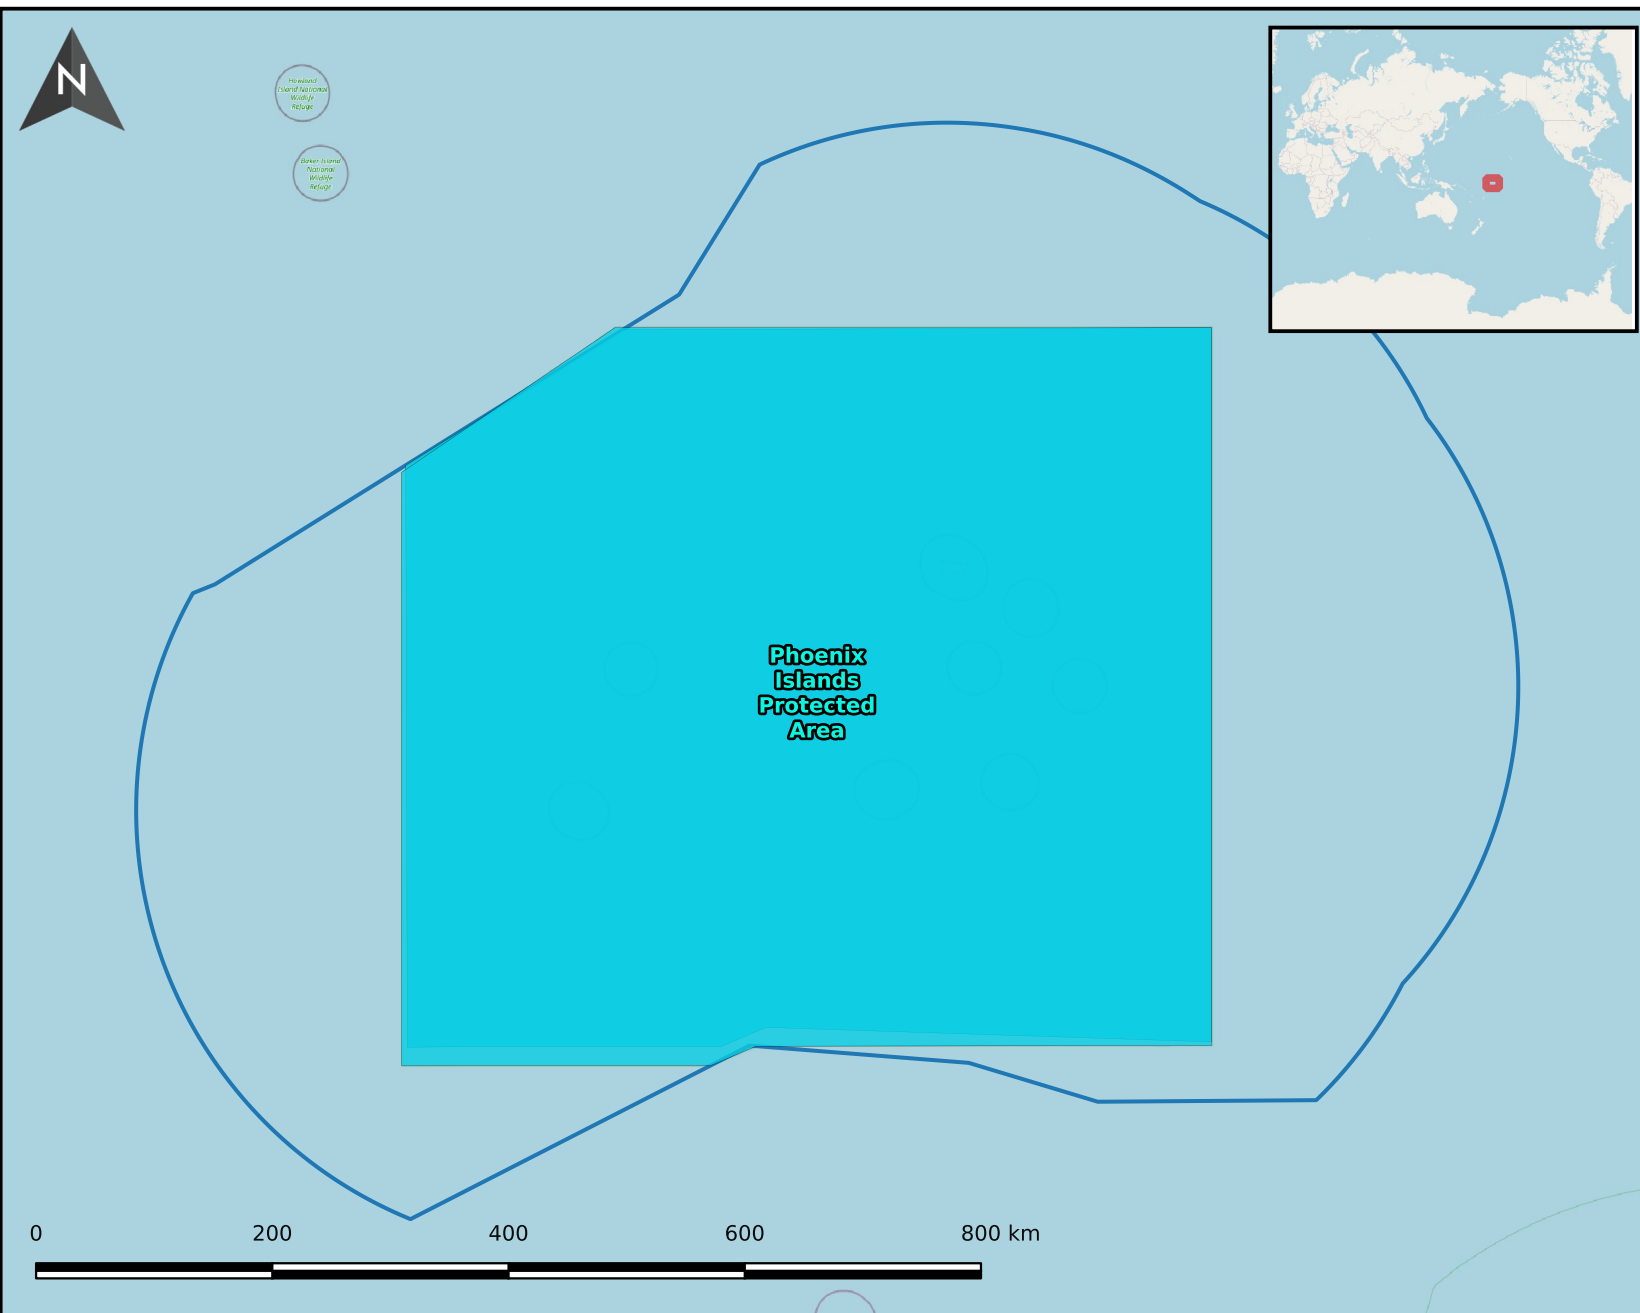 N
Howland
Island National
Wildlife
Refuge
Baker Island
National
Wildlife
Refuge
Phoenix
Islands
Protected
Area
0 200 400 600 800 km